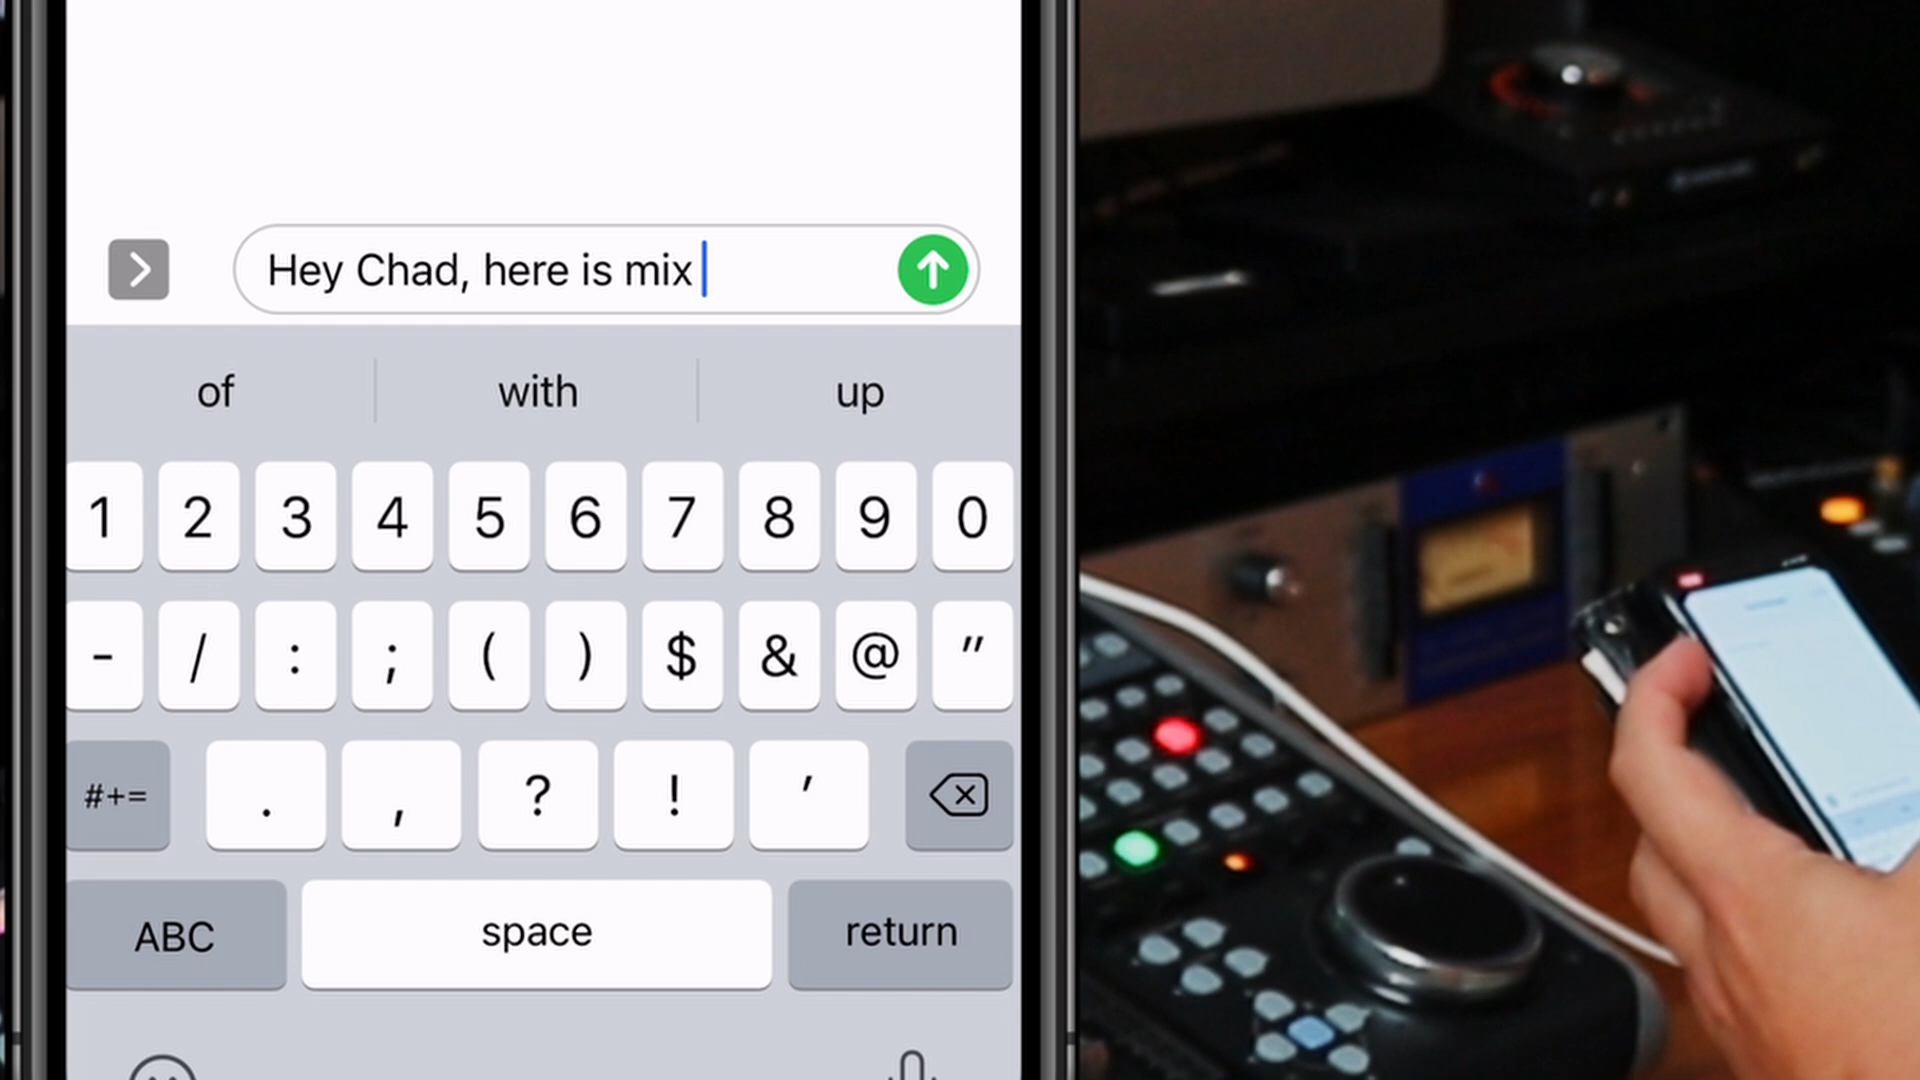 Hey Chad, here is mix
of with up
1 2 3 4 5 6 7 8 9 0
- / : ; ( ) $ & @ "
#+= . , ? ! '
ABC space return